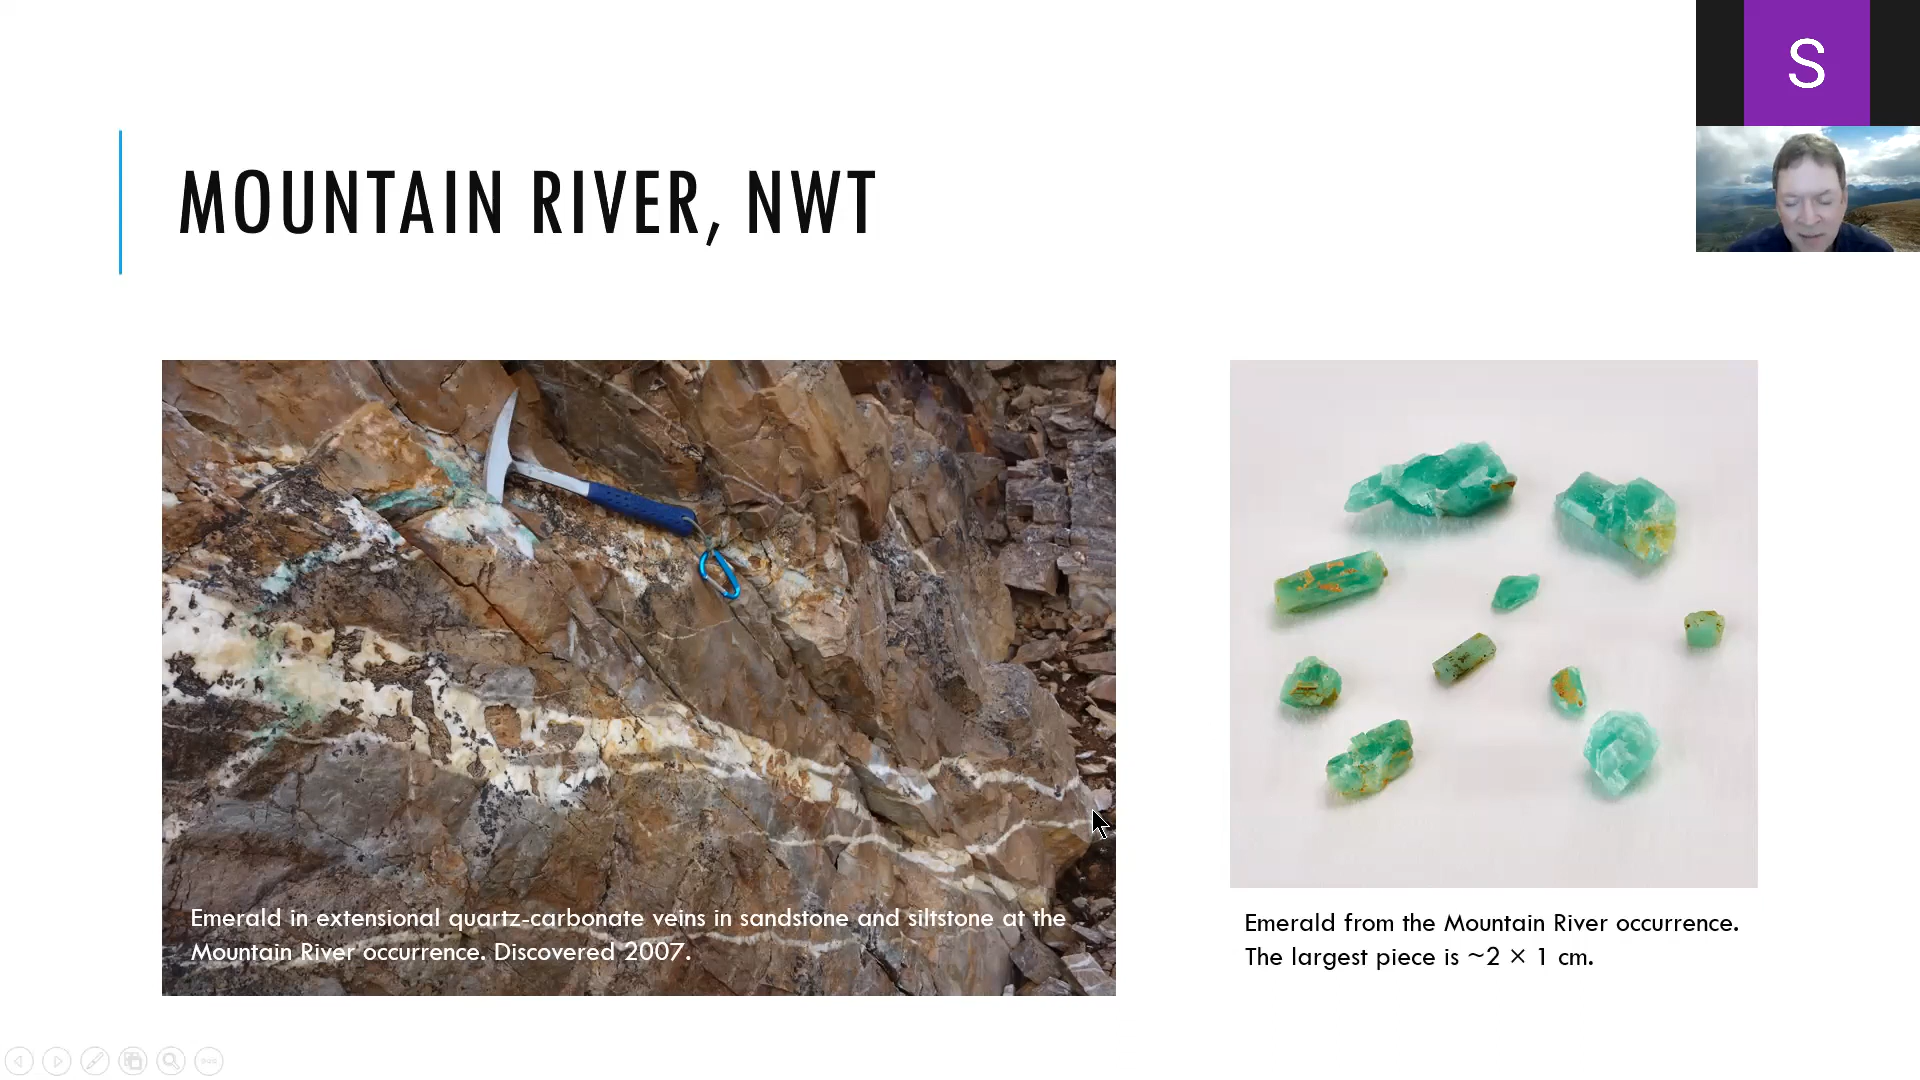 S
MOUNTAIN RIVER, NWT
Emerald in extensional quartz-carbonate veins in sandstone and siltstone at the
Mountain River occurrence. Discovered 2007.
Emerald from the Mountain River occurrence.
The largest piece is ~2 × 1 cm.